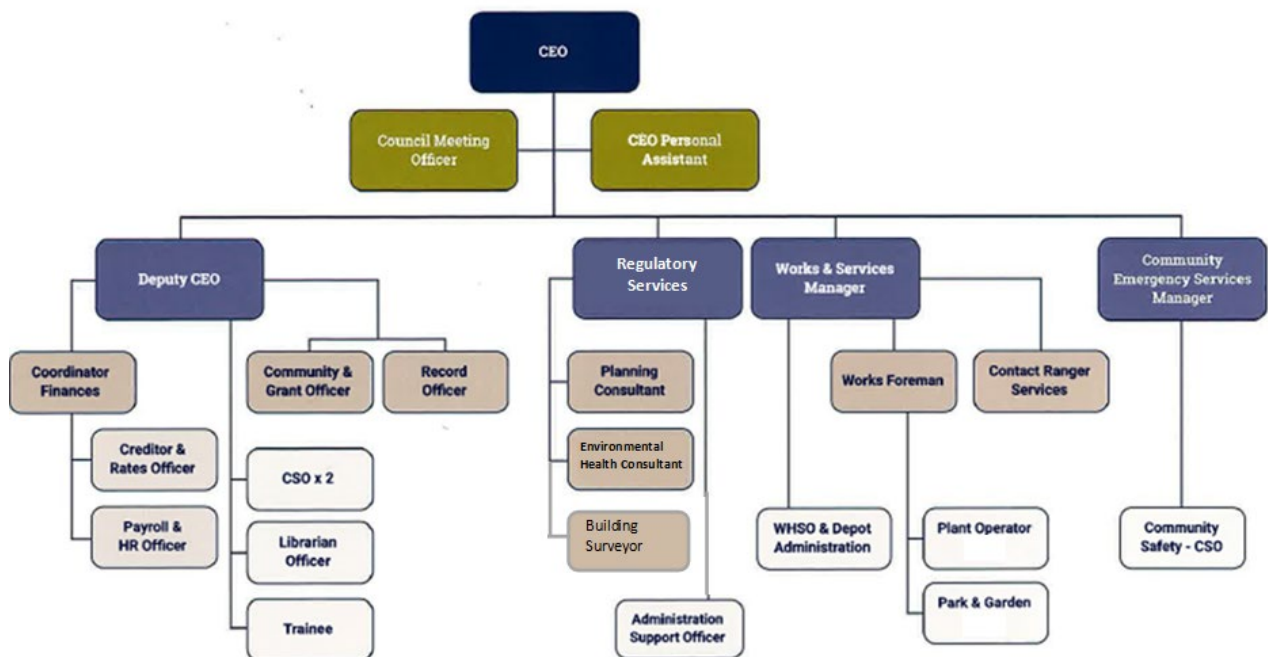 CEO
Council Meeting
Officer
CEO Personal
Assistant
Deputy CEO
Regulatory
Services
Works & Services
Manager
Community
Emergency Services
Manager
Coordinator
Finances
Community &
Grant Officer
Record
Officer
Planning
Consultant
Works Foreman
Contact Ranger
Services
Creditor &
Rates Officer
CSO x 2
Environmental
Health Consultant
Payroll &
HR Officer
Librarian
Officer
Building
Surveyor
WHSO & Depot
Administration
Plant Operator
Community
Safety - CSO
Trainee
Administration
Support Officer
Park & Garden